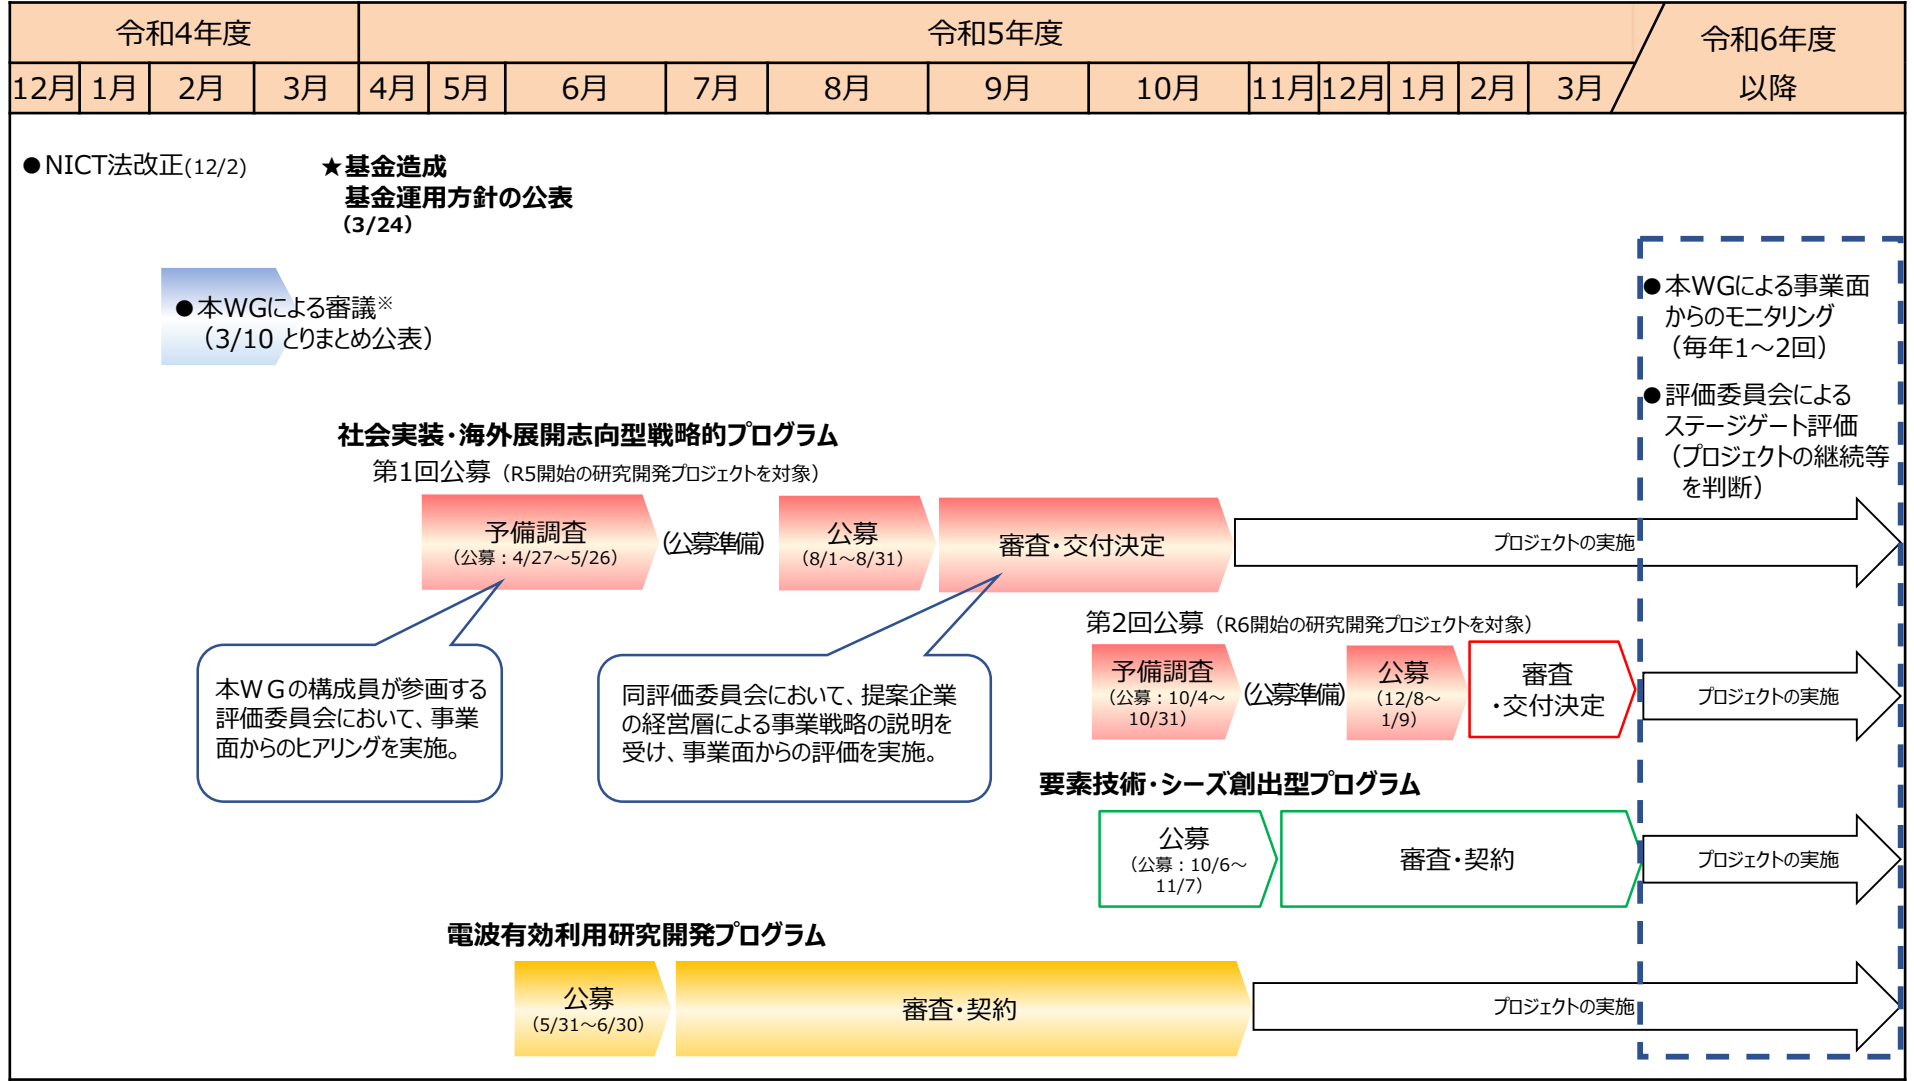 令和4年度
令和5年度
令和6年度
以降
12月 1月 2月 3月 4月 5月 6月 7月 8月 9月 10月 11月 12月 1月 2月 3月
●NICT法改正(12/2)
★基金造成
基金運用方針の公表
(3/24)
●本WGによる審議※
(3/10 とりまとめ公表)
●本WGによる事業面
からのモニタリング
(毎年1～2回)
●評価委員会による
ステージゲート評価
(プロジェクトの継続等
を判断)
社会実装・海外展開志向型戦略的プログラム
第1回公募(R5開始の研究開発プロジェクトを対象)
予備調査
(公募：4/27～5/26)
(公募準備)
公募
(8/1～8/31)
審査・交付決定
プロジェクトの実施
本WGの構成員が参画する
評価委員会において、事業
面からのヒアリングを実施。
同評価委員会において、提案企業
の経営層による事業戦略の説明を
受け、事業面からの評価を実施。
第2回公募(R6開始の研究開発プロジェクトを対象)
予備調査
(公募：10/4～
10/31)
(公募準備)
公募
(12/8～
1/9)
審査
・交付決定
プロジェクトの実施
要素技術・シーズ創出型プログラム
公募
(公募：10/6～
11/7)
審査・契約
プロジェクトの実施
電波有効利用研究開発プログラム
公募
(5/31～6/30)
審査・契約
プロジェクトの実施